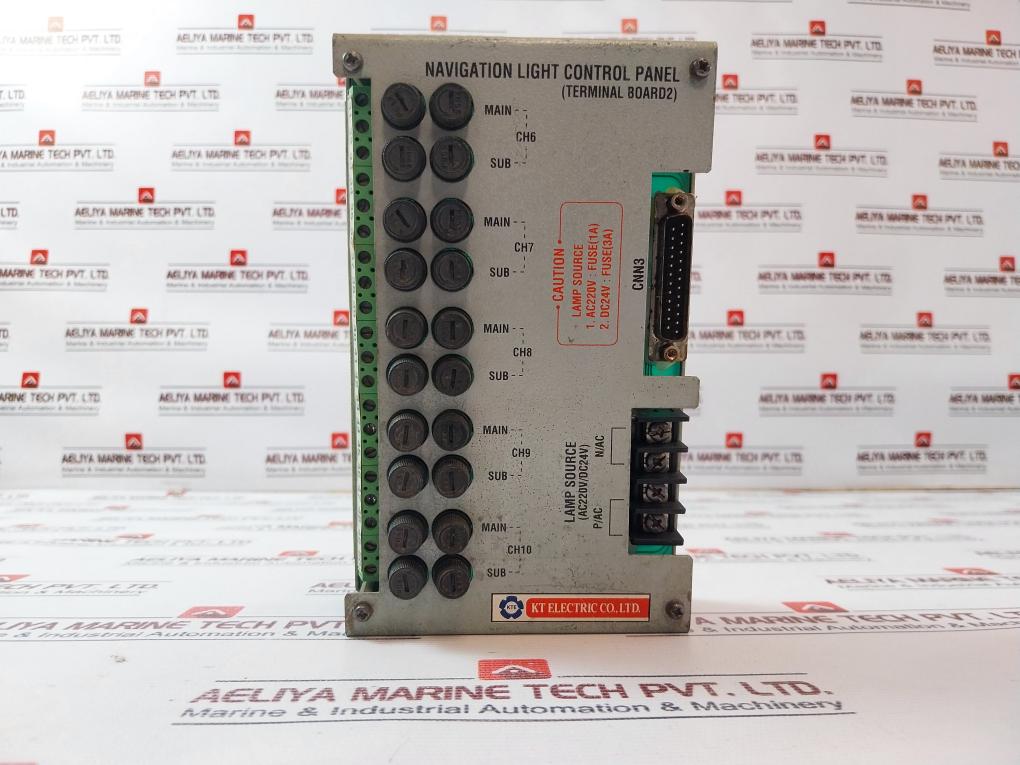 NAVIGATION LIGHT CONTROL PANEL
(TERMINAL BOARD2)
MAIN
CH6
SUB
MAIN
CH7
SUB
MAIN
CH8
SUB
MAIN
CH9
SUB
MAIN
CH10
SUB
CAUTION
LAMP SOURCE
1. AC220V : FUSE(1A)
2. DC24V : FUSE(3A)
CNN3
LAMP SOURCE
(AC220V/DC24V)
N/AC
P/AC
KTE
KT ELECTRIC CO., LTD.
AELIYA MARINE TECH PVT. LTD.
Marine & Industrial Automation & Machinery